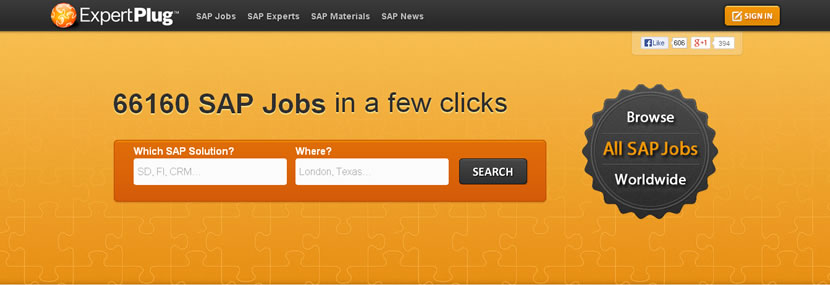 ExpertPlug™ SAP Jobs SAP Experts SAP Materials SAP News SIGN IN
Like 606 +1 394
66160 SAP Jobs in a few clicks
Which SAP Solution? Where?
SD, FI, CRM... London, Texas... SEARCH
Browse
All SAP Jobs
Worldwide